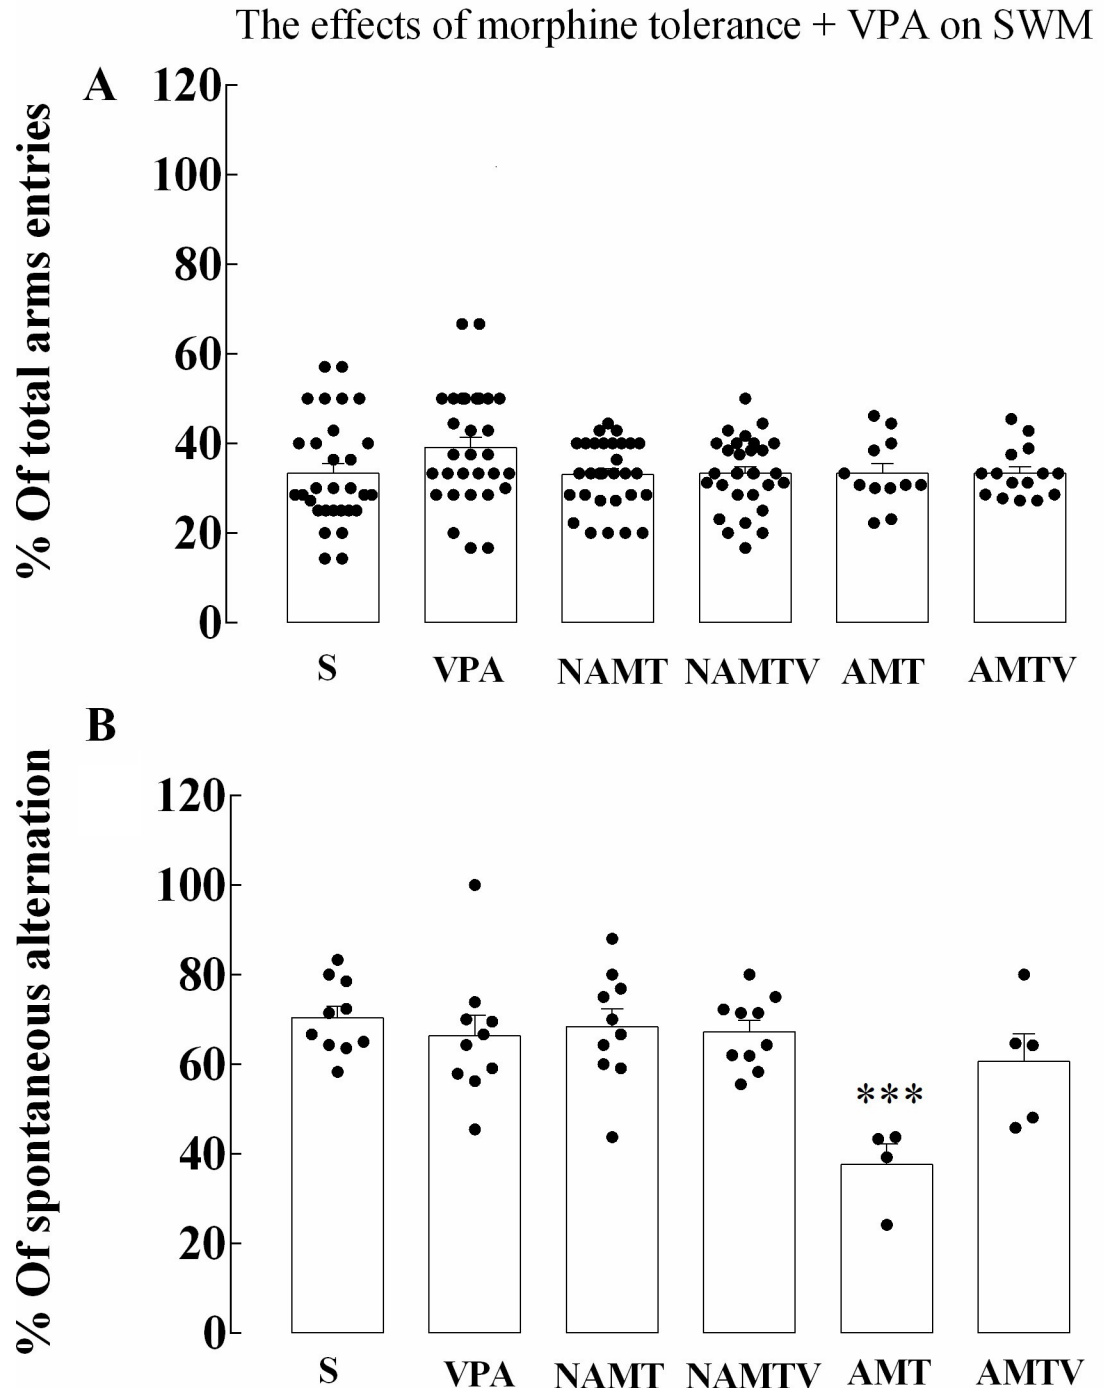 The effects of morphine tolerance + VPA on SWM
A
% Of total arms entries
120
100
80
60
40
20
0
S VPA NAMT NAMTV AMT AMTV
B
% Of spontaneous alternation
120
100
80
60
40
20
0
***
S VPA NAMT NAMTV AMT AMTV